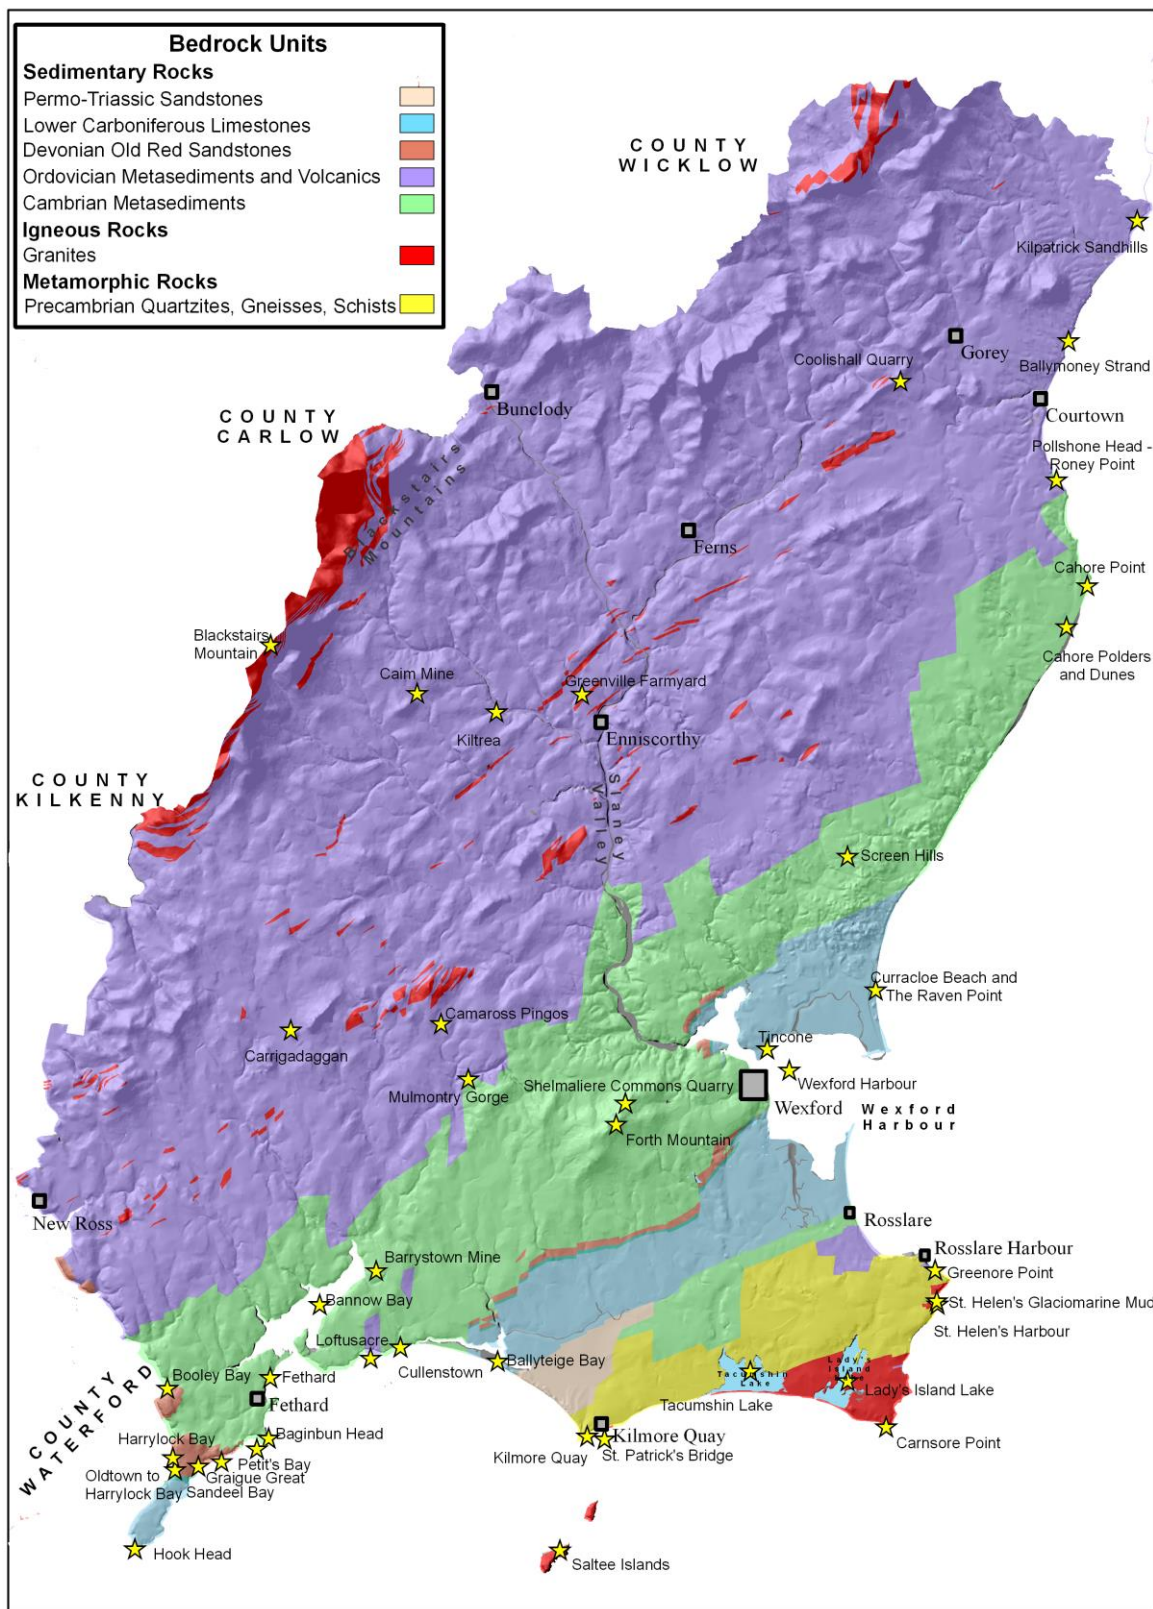 Bedrock Units
Sedimentary Rocks
Permo-Triassic Sandstones
Lower Carboniferous Limestones
Devonian Old Red Sandstones
Ordovician Metasediments and Volcanics
Cambrian Metasediments
Igneous Rocks
Granites
Metamorphic Rocks
Precambrian Quartzites, Gneisses, Schists
COUNTY
WICKLOW
Kilpatrick Sandhills
Gorey
Coolishall Quarry
Ballymoney Strand
Bunclody
Courtown
COUNTY
CARLOW
Pollshone Head -
Roney Point
Blackstairs
Mountains
Ferns
Cahore Point
Blackstairs
Mountain
Cahore Polders
and Dunes
Caim Mine
Greenville Farmyard
Kiltrea
Enniscorthy
COUNTY
KILKENNY
Slaney
Valley
Screen Hills
Curracloe Beach and
The Raven Point
Camaross Pingos
Carrigadaggan
Tincone
Wexford Harbour
Mulmontry Gorge
Shelmaliere Commons Quarry
Wexford
Wexford
Harbour
Forth Mountain
New Ross
Rosslare
Barrystown Mine
Rosslare Harbour
Greenore Point
Bannow Bay
St. Helen's Glaciomarine Mud
St. Helen's Harbour
Loftusacre
Cullenstown
Ballyteige Bay
COUNTY
WATERFORD
Booley Bay
Fethard
Fethard
Tacumshin
Lake
Tacumshin Lake
Lady's
Island
Lake
Lady's Island Lake
Carnsore Point
Harrylock Bay
Baginbun Head
Kilmore Quay
Kilmore Quay
St. Patrick's Bridge
Petit's Bay
Oldtown to
Harrylock Bay
Graigue Great
Sandeel Bay
Hook Head
Saltee Islands